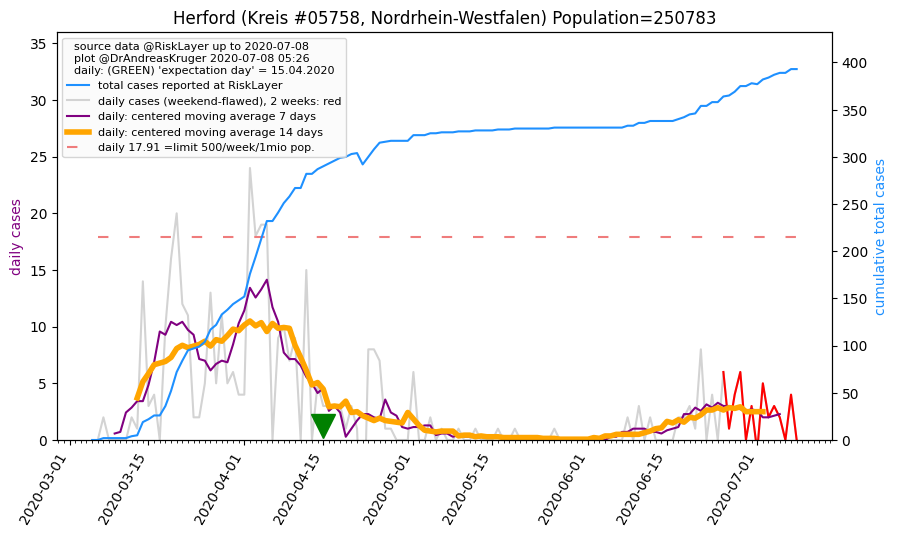 Herford (Kreis #05758, Nordrhein-Westfalen) Population=250783
source data @RiskLayer up to 2020-07-08
plot @DrAndreasKruger 2020-07-08 05:26
daily: (GREEN) 'expectation day' = 15.04.2020
total cases reported at RiskLayer
daily cases (weekend-flawed), 2 weeks: red
daily: centered moving average 7 days
daily: centered moving average 14 days
daily 17.91 =limit 500/week/1mio pop.
daily cases
35
30
25
20
15
10
5
0
cumulative total cases
400
350
300
250
200
150
100
50
0
2020-03-01
2020-03-15
2020-04-01
2020-04-15
2020-05-01
2020-05-15
2020-06-01
2020-06-15
2020-07-01